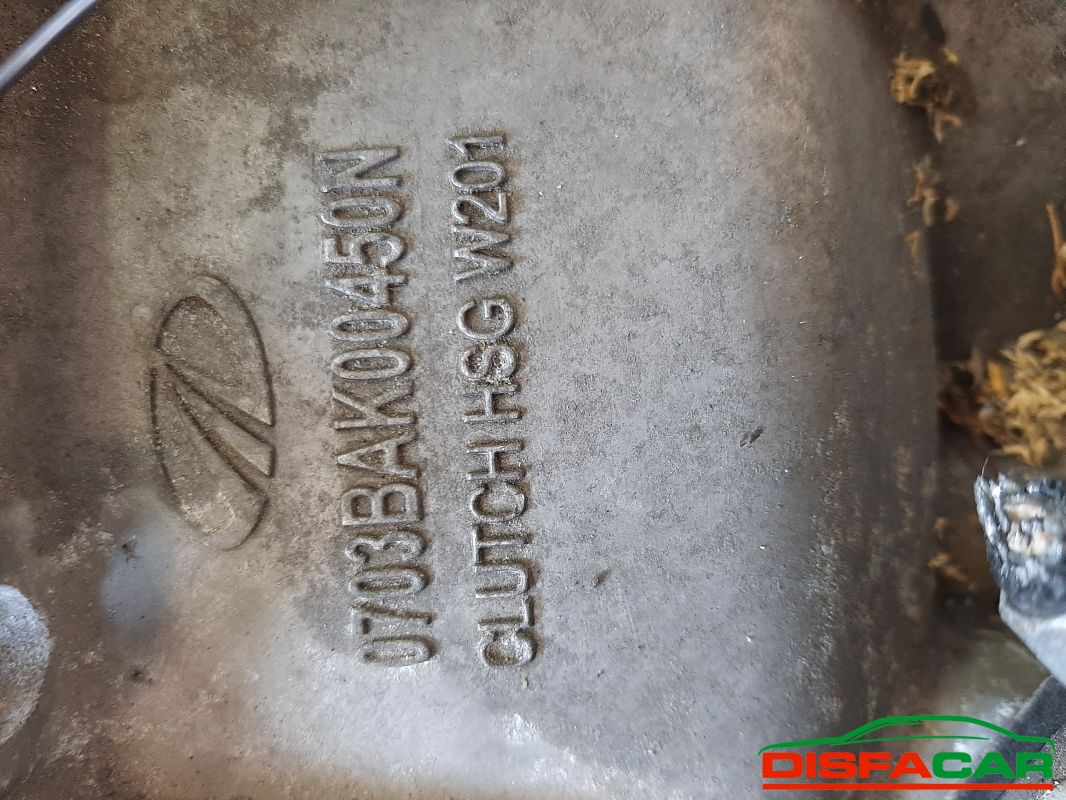 0703BAK00450N
CLUTCH HSG W201
DISFACAR